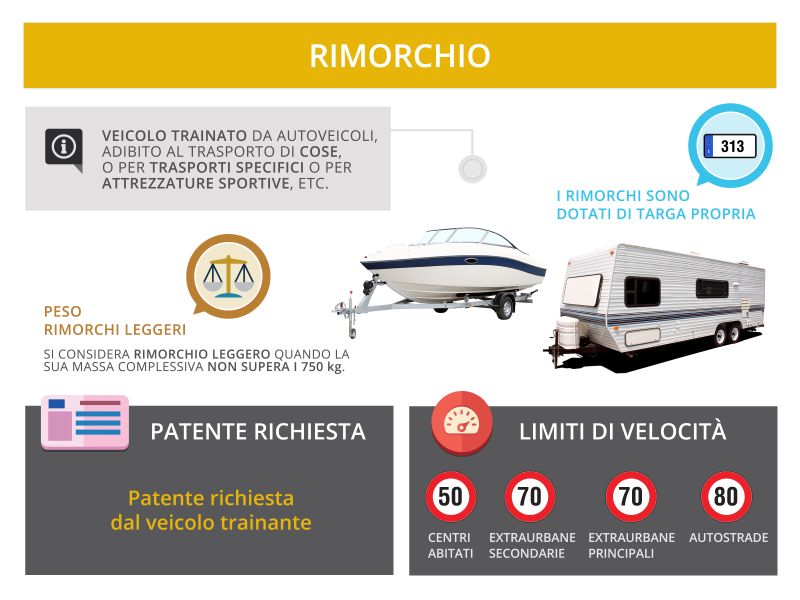 RIMORCHIO
VEICOLO TRAINATO DA AUTOVEICOLI,
ADIBITO AL TRASPORTO DI COSE,
O PER TRASPORTI SPECIFICI O PER
ATTREZZATURE SPORTIVE, ETC.
313
I RIMORCHI SONO
DOTATI DI TARGA PROPRIA
PESO
RIMORCHI LEGGERI
SI CONSIDERA RIMORCHIO LEGGERO QUANDO LA
SUA MASSA COMPLESSIVA NON SUPERA I 750 kg.
PATENTE RICHIESTA
Patente richiesta
dal veicolo trainante
LIMITI DI VELOCITÀ
50 70 70 80
CENTRI EXTRAURBANE EXTRAURBANE AUTOSTRADE
ABITATI SECONDARIE PRINCIPALI